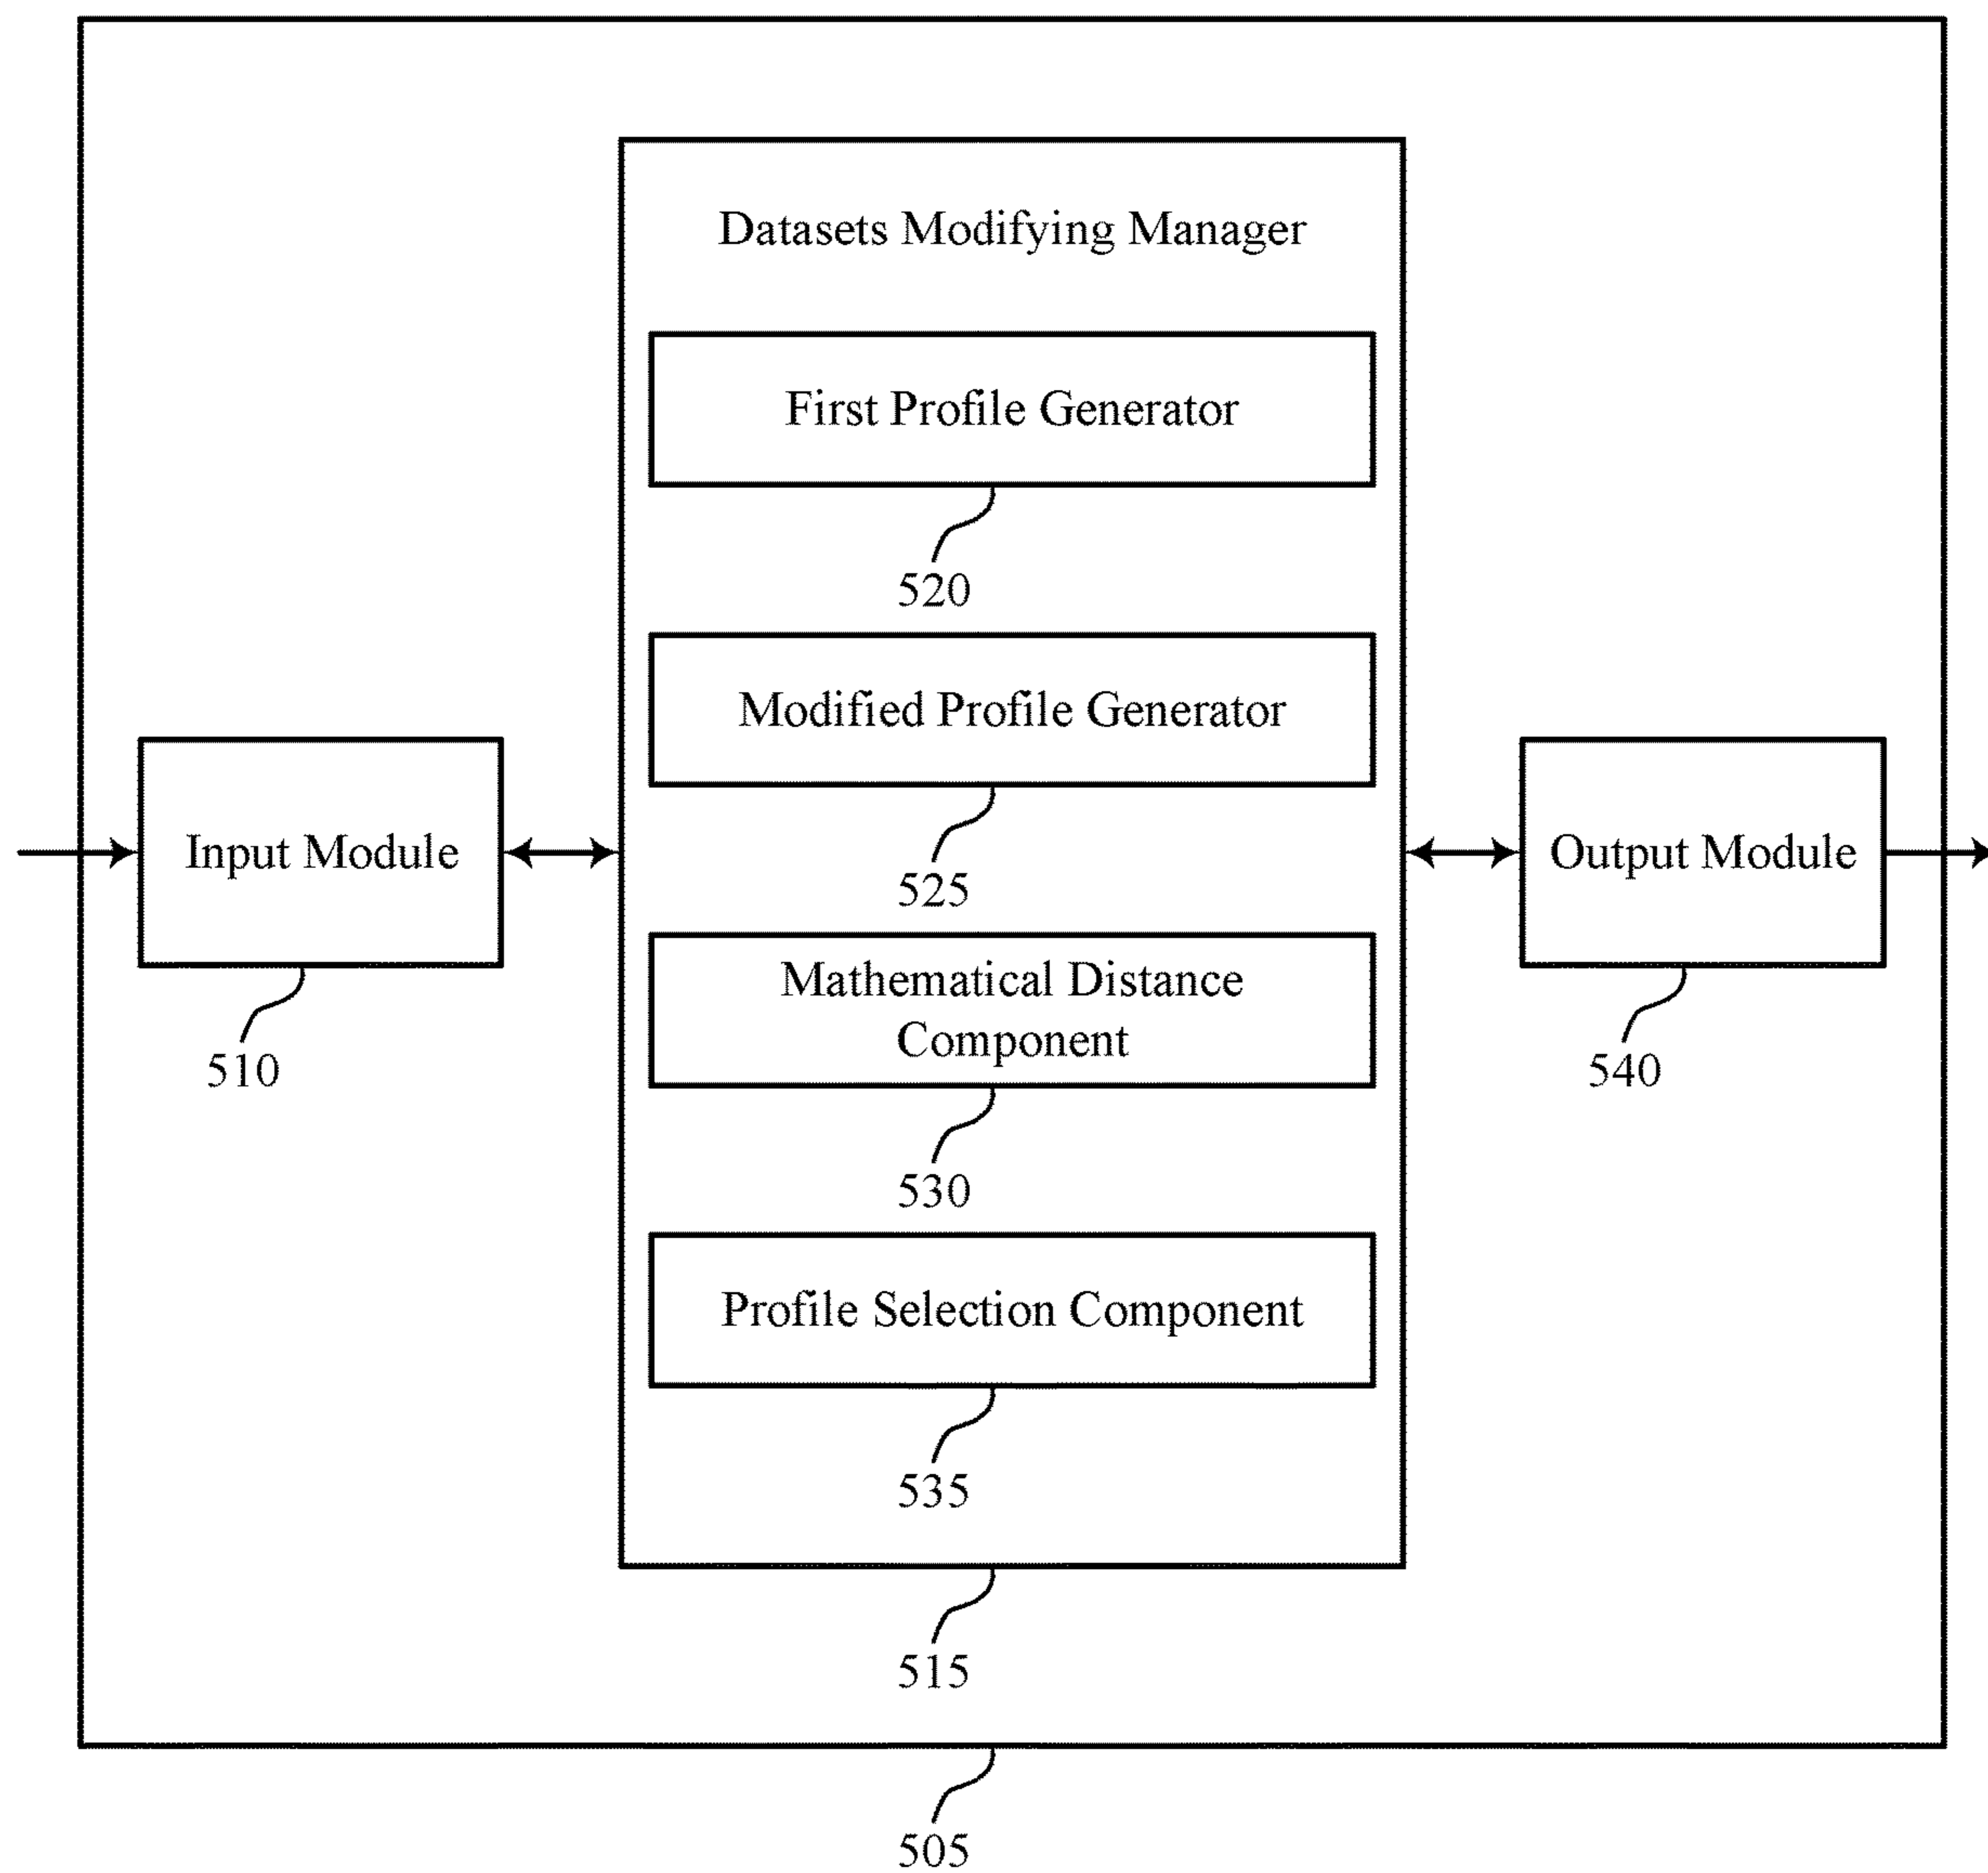 Datasets Modifying Manager
First Profile Generator
520
Modified Profile Generator
525
Input Module
510
Mathematical Distance
Component
530
Output Module
540
Profile Selection Component
535
515
505